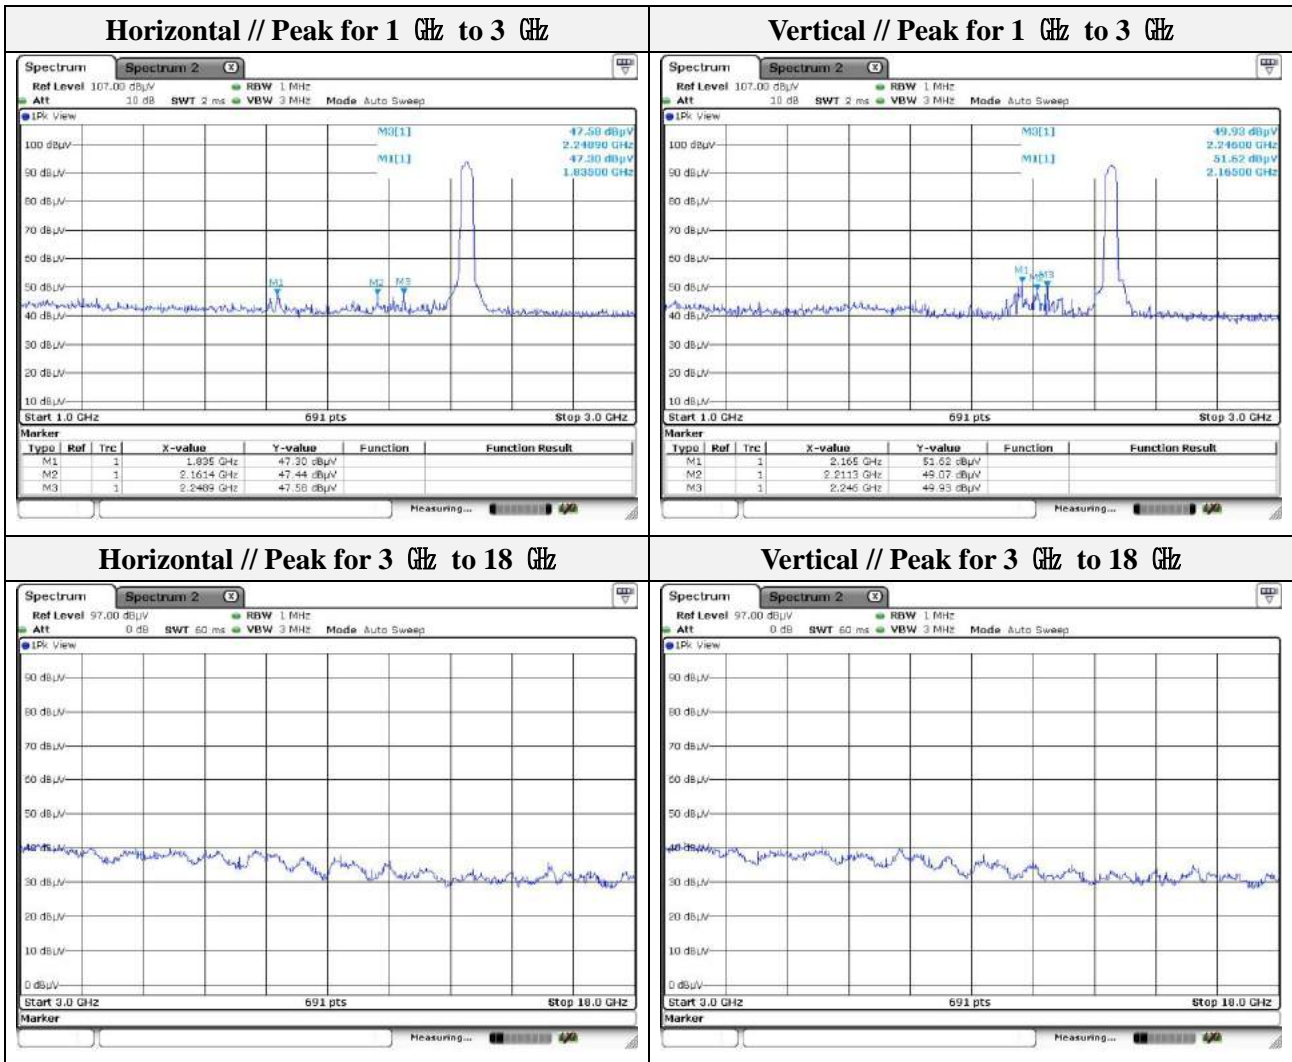 Horizontal // Peak for 1 ㎓ to 3 ㎓
Spectrum Spectrum 2 X
Ref Level 107.00 dBµV RBW 1 MHz
Att 10 dB SWT 2 ms VBW 3 MHz Mode Auto Sweep
1Pk View
M3[1] 47.58 dBµV
2.24890 GHz
M1[1] 47.30 dBµV
1.83500 GHz
100 dBµV
90 dBµV
80 dBµV
70 dBµV
60 dBµV
50 dBµV
40 dBµV
30 dBµV
20 dBµV
10 dBµV
M1 M2 M3
Start 1.0 GHz 691 pts Stop 3.0 GHz
Marker
Type Ref Trc X-value Y-value Function Function Result
M1 1 1.835 GHz 47.30 dBµV
M2 1 2.1614 GHz 47.44 dBµV
M3 1 2.2489 GHz 47.58 dBµV
Measuring...
Vertical // Peak for 1 ㎓ to 3 ㎓
Spectrum Spectrum 2 X
Ref Level 107.00 dBµV RBW 1 MHz
Att 10 dB SWT 2 ms VBW 3 MHz Mode Auto Sweep
1Pk View
M3[1] 49.93 dBµV
2.24600 GHz
M1[1] 51.62 dBµV
2.16500 GHz
100 dBµV
90 dBµV
80 dBµV
70 dBµV
60 dBµV
50 dBµV
40 dBµV
30 dBµV
20 dBµV
10 dBµV
M1 M2 M3
Start 1.0 GHz 691 pts Stop 3.0 GHz
Marker
Type Ref Trc X-value Y-value Function Function Result
M1 1 2.165 GHz 51.62 dBµV
M2 1 2.2113 GHz 49.07 dBµV
M3 1 2.246 GHz 49.93 dBµV
Measuring...
Horizontal // Peak for 3 ㎓ to 18 ㎓
Spectrum Spectrum 2 X
Ref Level 97.00 dBµV RBW 1 MHz
Att 0 dB SWT 60 ms VBW 3 MHz Mode Auto Sweep
1Pk View
90 dBµV
80 dBµV
70 dBµV
60 dBµV
50 dBµV
40 dBµV
30 dBµV
20 dBµV
10 dBµV
0 dBµV
Start 3.0 GHz 691 pts Stop 18.0 GHz
Marker
Measuring...
Vertical // Peak for 3 ㎓ to 18 ㎓
Spectrum Spectrum 2 X
Ref Level 97.00 dBµV RBW 1 MHz
Att 0 dB SWT 60 ms VBW 3 MHz Mode Auto Sweep
1Pk View
90 dBµV
80 dBµV
70 dBµV
60 dBµV
50 dBµV
40 dBµV
30 dBµV
20 dBµV
10 dBµV
0 dBµV
Start 3.0 GHz 691 pts Stop 18.0 GHz
Marker
Measuring...